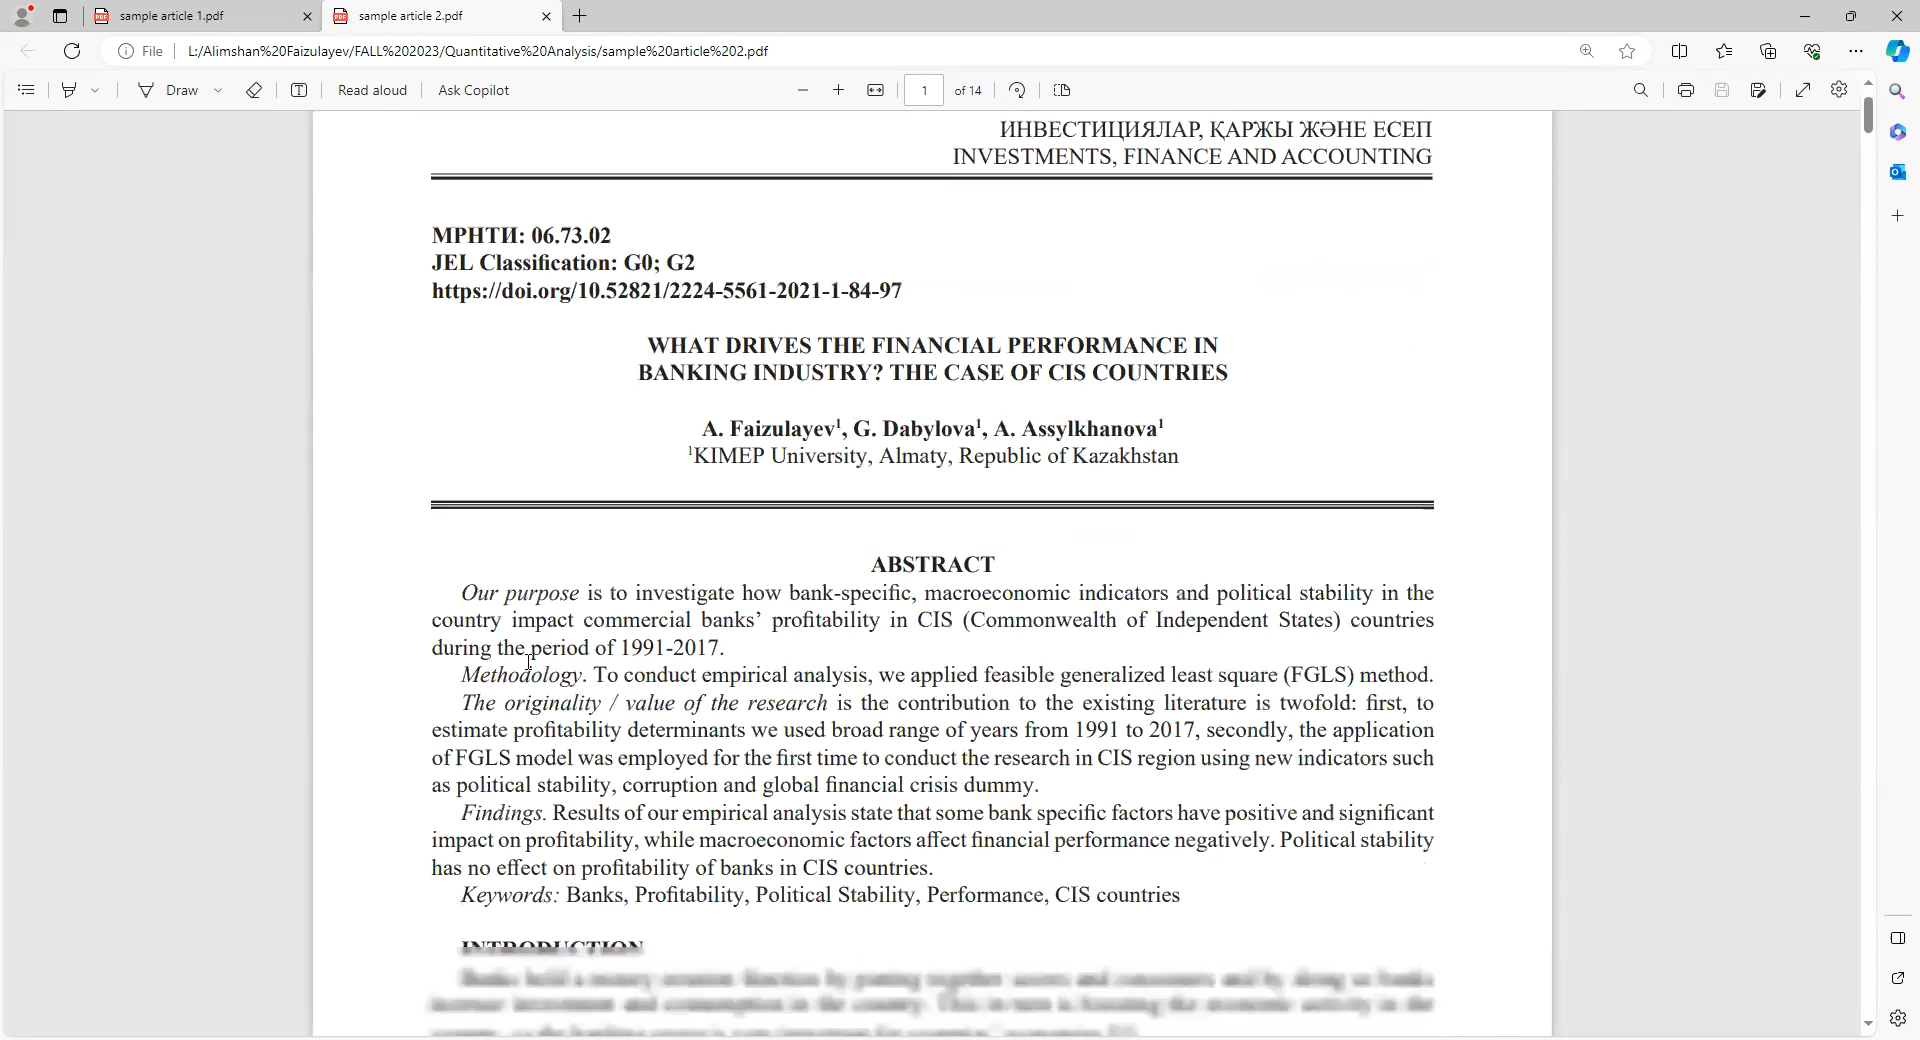 sample article 1.pdf
sample article 2.pdf
File
L:/Alimshan%20Faizulayev/FALL%202023/Quantitative%20Analysis/sample%20article%202.pdf
Draw
Read aloud
Ask Copilot
1
of 14
ИНВЕСТИЦИЯЛАР, ҚАРЖЫ ЖӘНЕ ЕСЕП
INVESTMENTS, FINANCE AND ACCOUNTING
МРНТИ: 06.73.02
JEL Classification: G0; G2
https://doi.org/10.52821/2224-5561-2021-1-84-97
WHAT DRIVES THE FINANCIAL PERFORMANCE IN
BANKING INDUSTRY? THE CASE OF CIS COUNTRIES
A. Faizulayev¹, G. Dabylova¹, A. Assylkhanova¹
¹KIMEP University, Almaty, Republic of Kazakhstan
ABSTRACT
Our purpose is to investigate how bank-specific, macroeconomic indicators and political stability in the
country impact commercial banks’ profitability in CIS (Commonwealth of Independent States) countries
during the period of 1991-2017.
Methodology. To conduct empirical analysis, we applied feasible generalized least square (FGLS) method.
The originality / value of the research is the contribution to the existing literature is twofold: first, to
estimate profitability determinants we used broad range of years from 1991 to 2017, secondly, the application
of FGLS model was employed for the first time to conduct the research in CIS region using new indicators such
as political stability, corruption and global financial crisis dummy.
Findings. Results of our empirical analysis state that some bank specific factors have positive and significant
impact on profitability, while macroeconomic factors affect financial performance negatively. Political stability
has no effect on profitability of banks in CIS countries.
Keywords: Banks, Profitability, Political Stability, Performance, CIS countries
INTRODUCTION